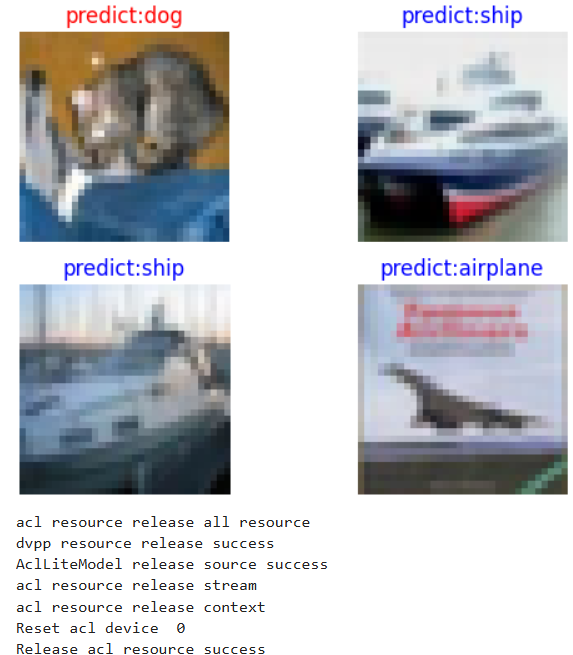 predict:dog
predict:ship
predict:ship
predict:airplane
acl resource release all resource
dvpp resource release success
AclLiteModel release source success
acl resource release stream
acl resource release context
Reset acl device  0
Release acl resource success